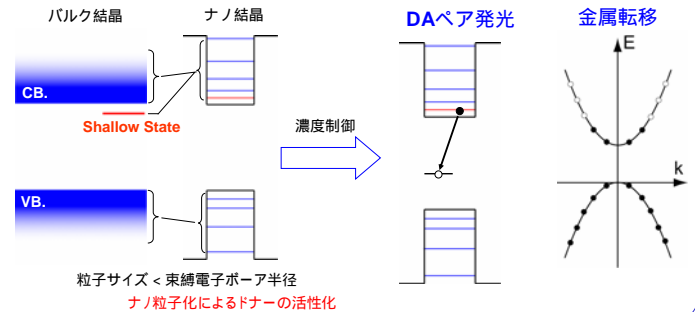 バルク結晶
ナノ結晶
DAペア発光
金属転移
E
CB.
Shallow State
濃度制御
k
VB.
粒子サイズ < 束縛電子ボーア半径
ナノ粒子化によるドナーの活性化